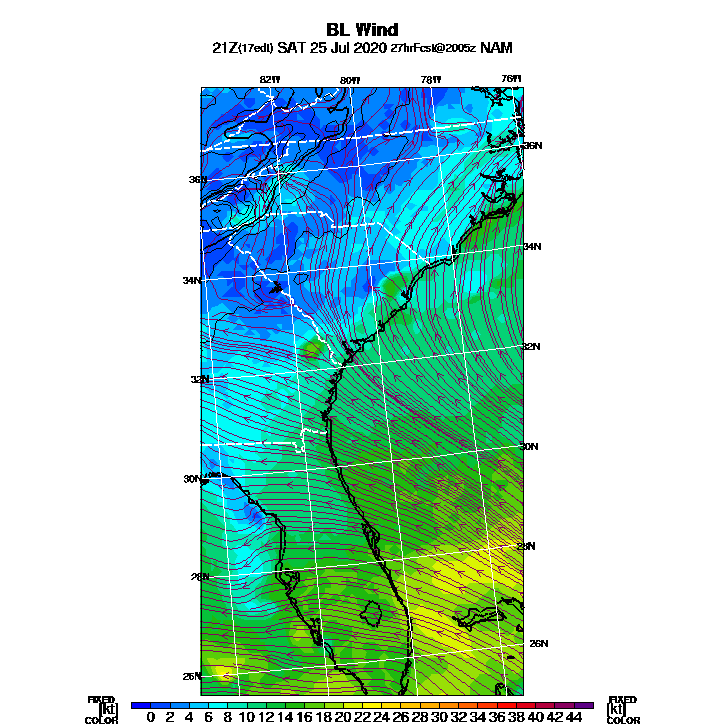 BL Wind
21Z(17edt) SAT 25 Jul 2020 27hrFcst@2005z NAM
82W 80W 78W 76W
36N
36N
34N
34N
32N
32N
30N
30N
28N
28N
26N
26N
FIXED FIXED
[kt] 0 2 4 6 8 10 12 14 16 18 20 22 24 26 28 30 32 34 36 38 40 42 44 [kt]
COLOR COLOR